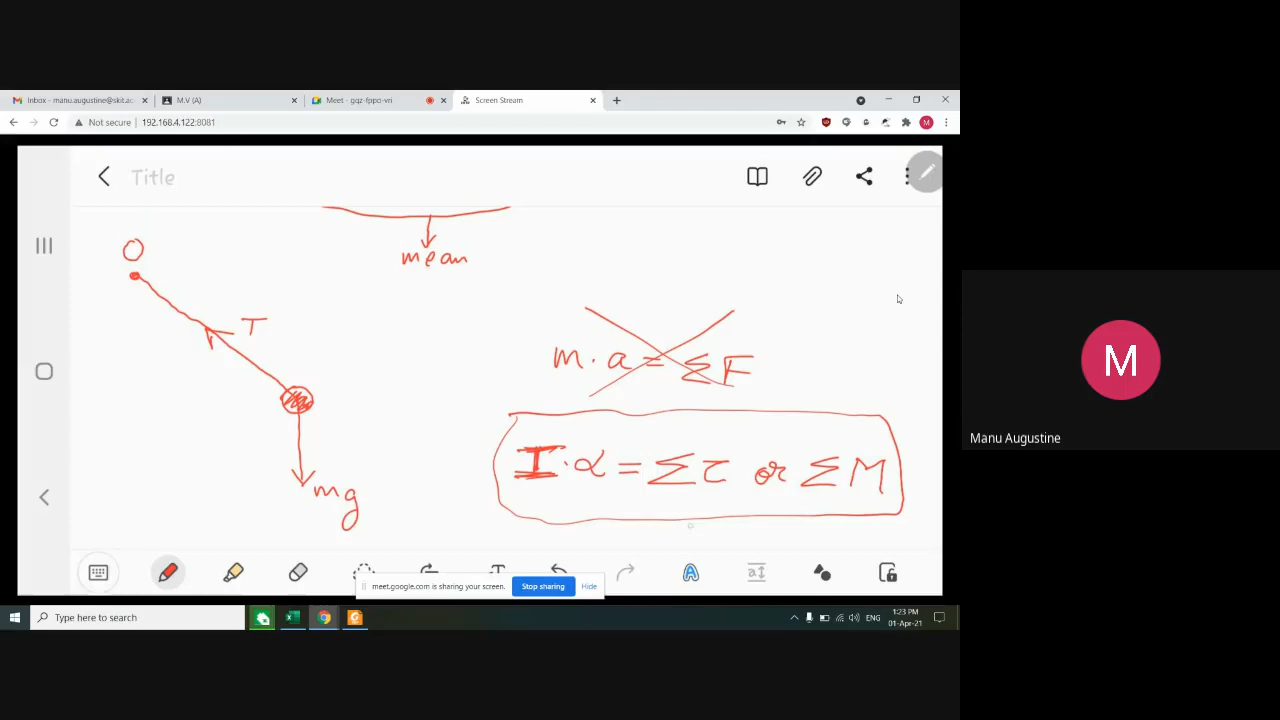 Inbox - manu.augustine@skit.ac
M.V (A)
Meet - gqz-fppo-vri
Screen Stream
Not secure | 192.168.4.122:8081
M
Title
mean
O
T
m·a = ΣF
I·α = Στ or ΣM
mg
M
Manu Augustine
T
A
meet.google.com is sharing your screen.
Stop sharing
Hide
Type here to search
ENG
1:23 PM
01-Apr-21